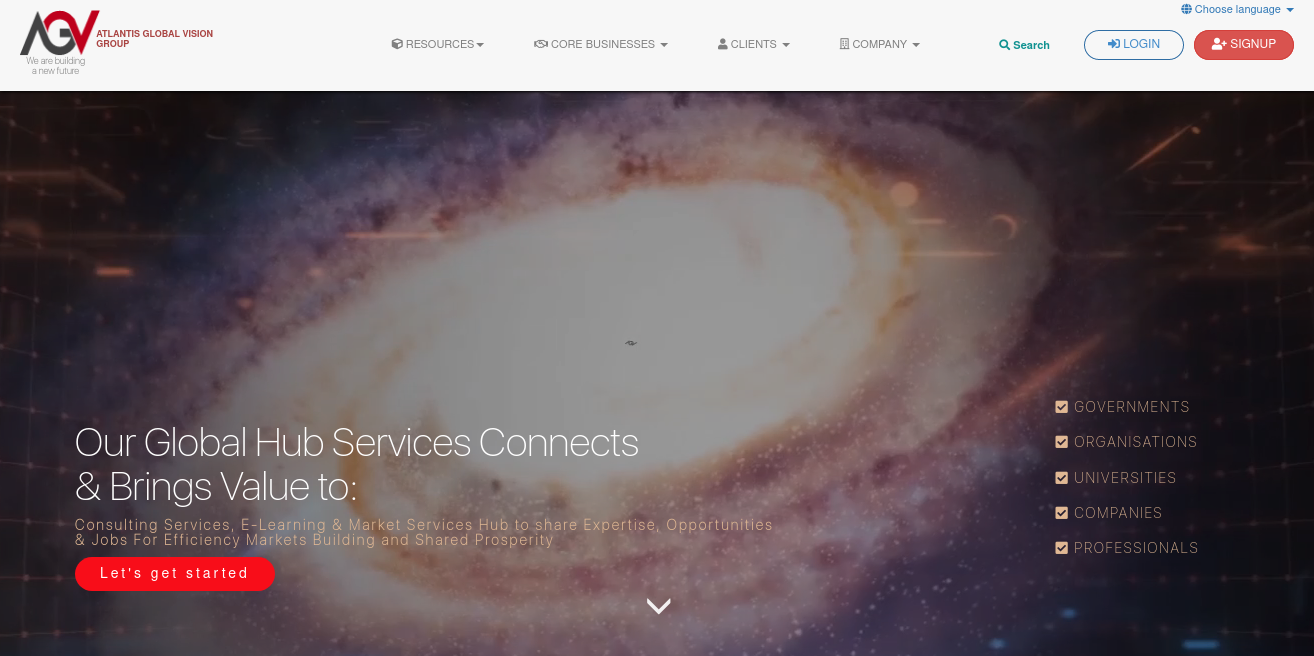 Choose language
AGV
ATLANTIS GLOBAL VISION
GROUP
We are building
a new future
RESOURCES
CORE BUSINESSES
CLIENTS
COMPANY
Search
LOGIN
SIGNUP
Our Global Hub Services Connects
& Brings Value to:
Consulting Services, E-Learning & Market Services Hub to share Expertise, Opportunities
& Jobs For Efficiency Markets Building and Shared Prosperity
Let's get started
GOVERNMENTS
ORGANISATIONS
UNIVERSITIES
COMPANIES
PROFESSIONALS